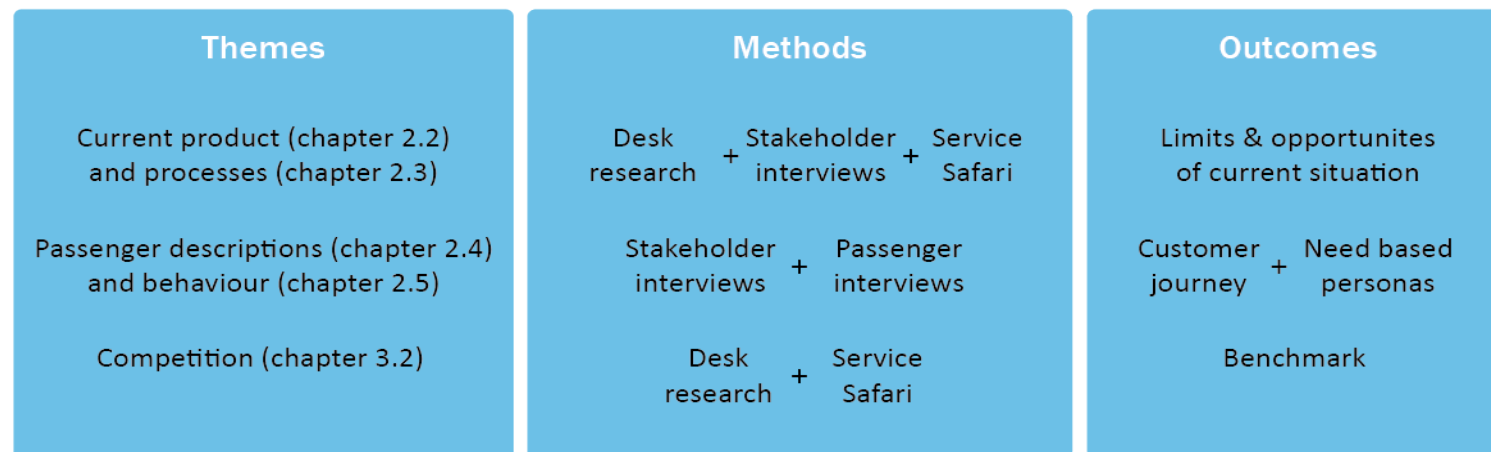 Themes
Current product (chapter 2.2)
and processes (chapter 2.3)
Passenger descriptions (chapter 2.4)
and behaviour (chapter 2.5)
Competition (chapter 3.2)
Methods
Desk
research
+
Stakeholder
interviews
+
Service
Safari
Stakeholder
interviews
+
Passenger
interviews
Desk
research
+
Service
Safari
Outcomes
Limits & opportunites
of current situation
Customer
journey
+
Need based
personas
Benchmark